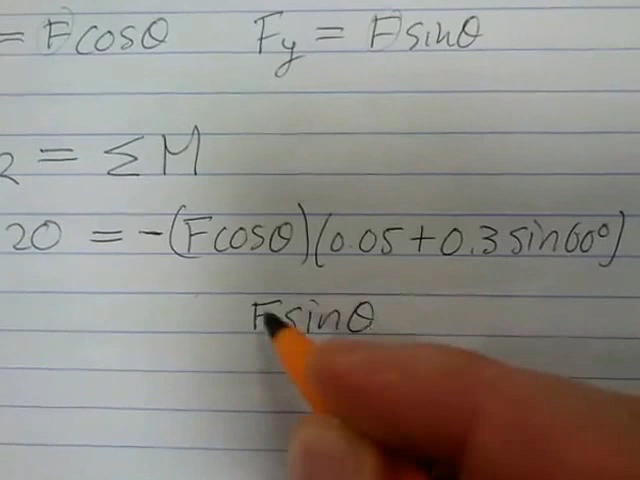 = Fcosθ Fy = Fsinθ
2 = ΣM
20 = -(Fcosθ)(0.05+0.3sin60°)
Fsinθ